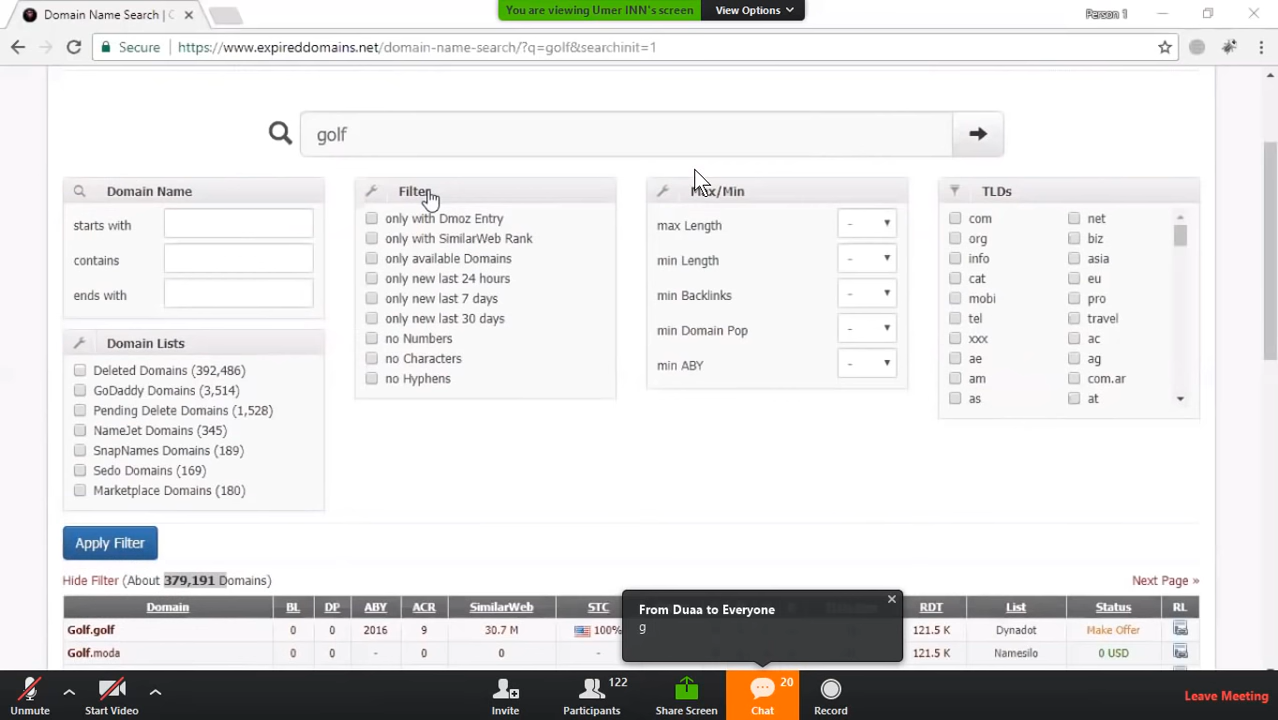 Domain Name Search | C
You are viewing Umer INN's screen
View Options
Person 1
Secure
https://www.expireddomains.net/domain-name-search/?q=golf&searchinit=1
golf
Domain Name
starts with
contains
ends with
Domain Lists
Deleted Domains (392,486)
GoDaddy Domains (3,514)
Pending Delete Domains (1,528)
NameJet Domains (345)
SnapNames Domains (189)
Sedo Domains (169)
Marketplace Domains (180)
Filter
only with Dmoz Entry
only with SimilarWeb Rank
only available Domains
only new last 24 hours
only new last 7 days
only new last 30 days
no Numbers
no Characters
no Hyphens
Max/Min
max Length -
min Length -
min Backlinks -
min Domain Pop -
min ABY -
TLDs
com net
org biz
info asia
cat eu
mobi pro
tel travel
xxx ac
ae ag
am com.ar
as at
Apply Filter
Hide Filter (About 379,191 Domains)
Next Page »
Domain BL DP ABY ACR SimilarWeb STC RDT List Status RL
Golf.golf 0 0 2016 9 30.7 M 100% 121.5 K Dynadot Make Offer
Golf.moda 0 0 - 0 0 - 121.5 K Namesilo 0 USD
From Duaa to Everyone
g
Unmute
Start Video
Invite
122
Participants
Share Screen
20
Chat
Record
Leave Meeting